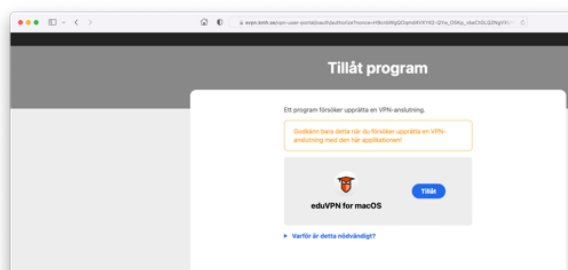 Tillåt program
Ett program försöker upprätta en VPN-anslutning.
Godkänn bara detta när du försöker upprätta en VPN-
anslutning med den här applikationen!
eduVPN for macOS
Tillåt
Varför är detta nödvändigt?